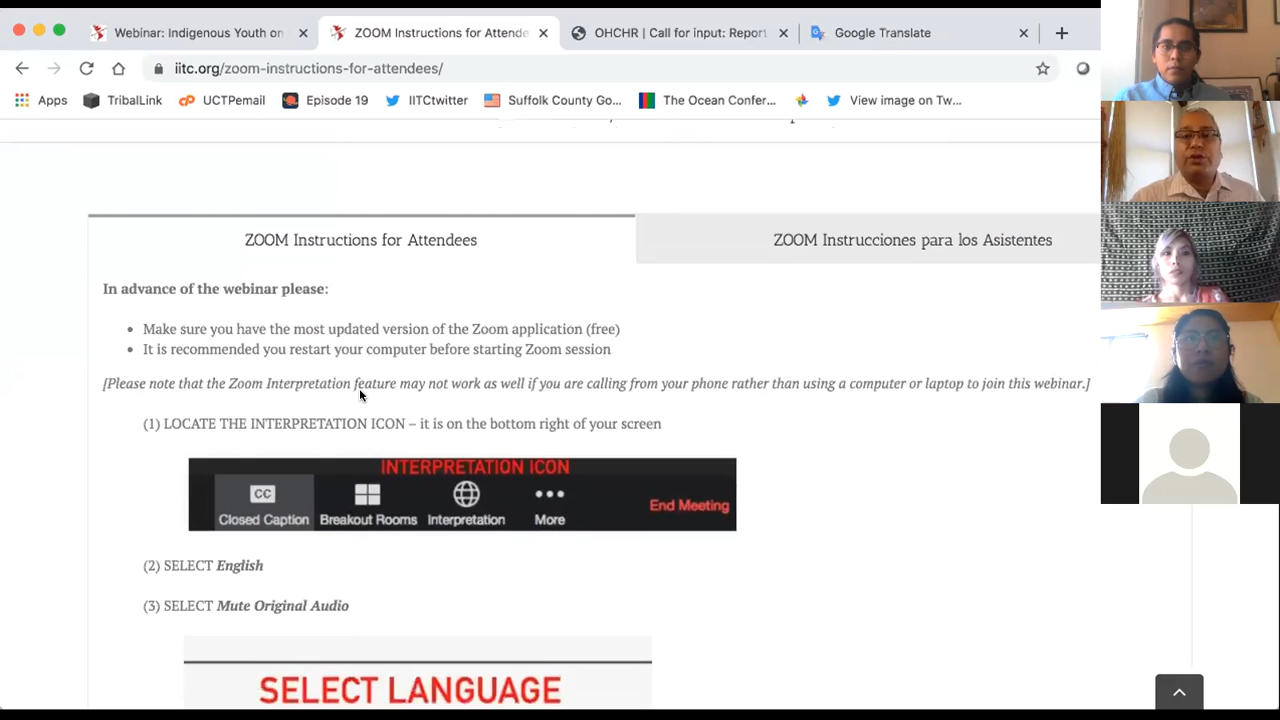 Webinar: Indigenous Youth on
ZOOM Instructions for Attende
OHCHR | Call for input: Report
Google Translate
iitc.org/zoom-instructions-for-attendees/
Apps
TribalLink
UCTPemail
Episode 19
IITCtwitter
Suffolk County Go...
The Ocean Confer...
View image on Tw...
ZOOM Instructions for Attendees
ZOOM Instrucciones para los Asistentes
In advance of the webinar please:
• Make sure you have the most updated version of the Zoom application (free)
• It is recommended you restart your computer before starting Zoom session
[Please note that the Zoom Interpretation feature may not work as well if you are calling from your phone rather than using a computer or laptop to join this webinar.]
(1) LOCATE THE INTERPRETATION ICON – it is on the bottom right of your screen
INTERPRETATION ICON
CC
Closed Caption
Breakout Rooms
Interpretation
More
End Meeting
(2) SELECT English
(3) SELECT Mute Original Audio
SELECT LANGUAGE